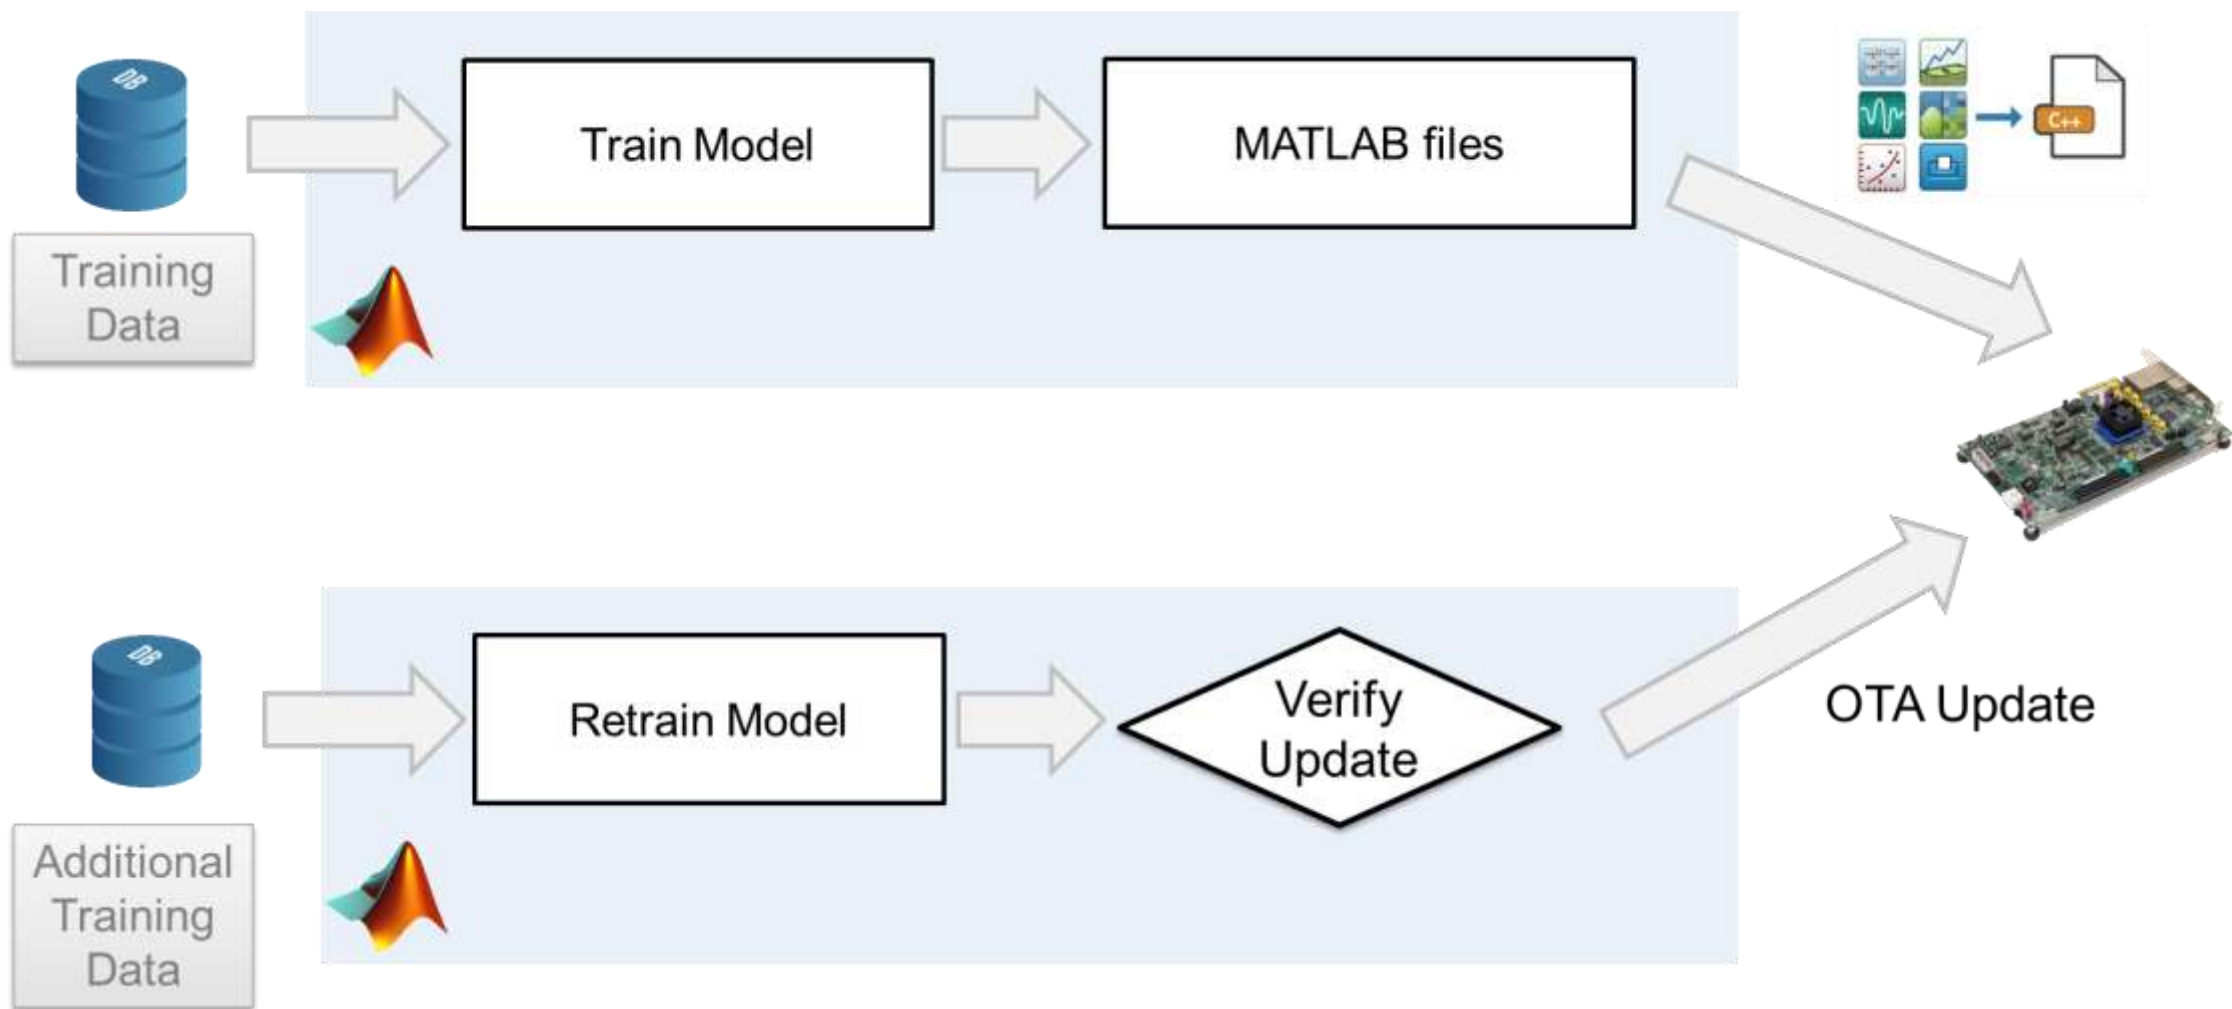 DB
Training
Data
Train Model
MATLAB files
C++
DB
Additional
Training
Data
Retrain Model
Verify
Update
OTA Update